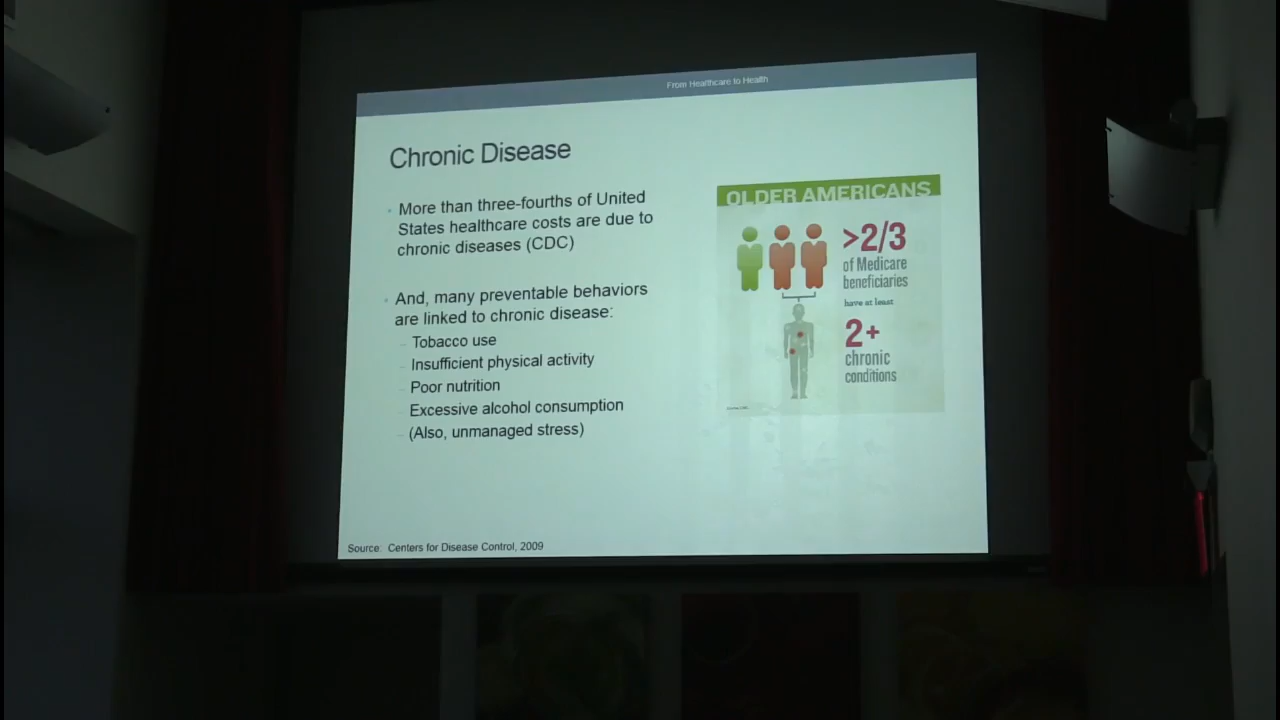 From Healthcare to Health
Chronic Disease
More than three-fourths of United
States healthcare costs are due to
chronic diseases (CDC)
And, many preventable behaviors
are linked to chronic disease:
Tobacco use
Insufficient physical activity
Poor nutrition
Excessive alcohol consumption
(Also, unmanaged stress)
OLDER AMERICANS
>2/3
of Medicare
beneficiaries
have at least
2+
chronic
conditions
Source: Centers for Disease Control, 2009